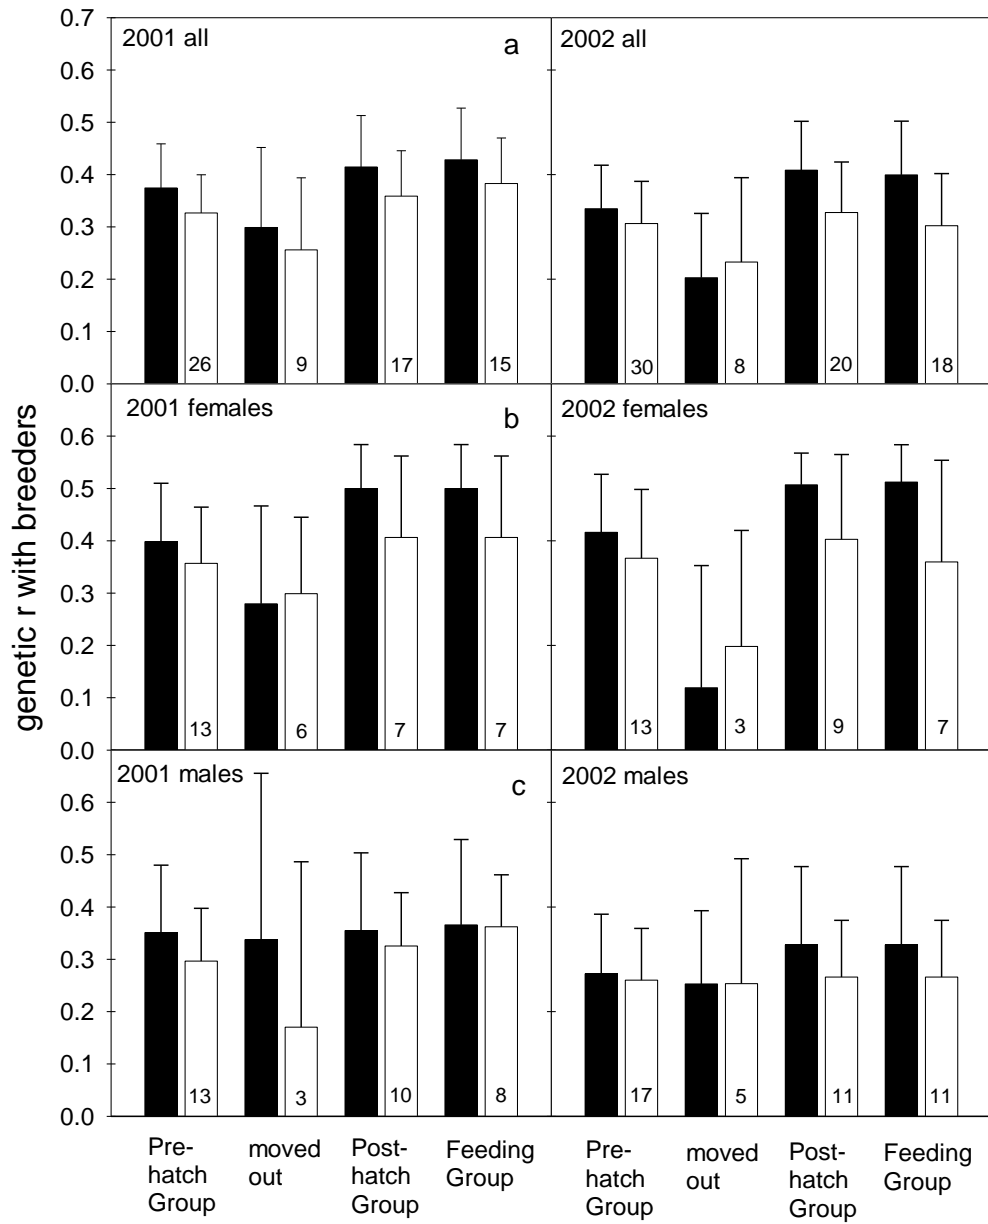 genetic r with breeders
0.7
0.6
0.5
0.4
0.3
0.2
0.1
0.0
2001 all
a
26
9
17
15
2002 all
30
8
20
18
0.6
0.5
0.4
0.3
0.2
0.1
0.0
2001 females
b
13
6
7
7
2002 females
13
3
9
7
0.6
0.5
0.4
0.3
0.2
0.1
0.0
2001 males
c
13
3
10
8
2002 males
17
5
11
11
Pre-
hatch
Group
moved
out
Post-
hatch
Group
Feeding
Group
Pre-
hatch
Group
moved
out
Post-
hatch
Group
Feeding
Group